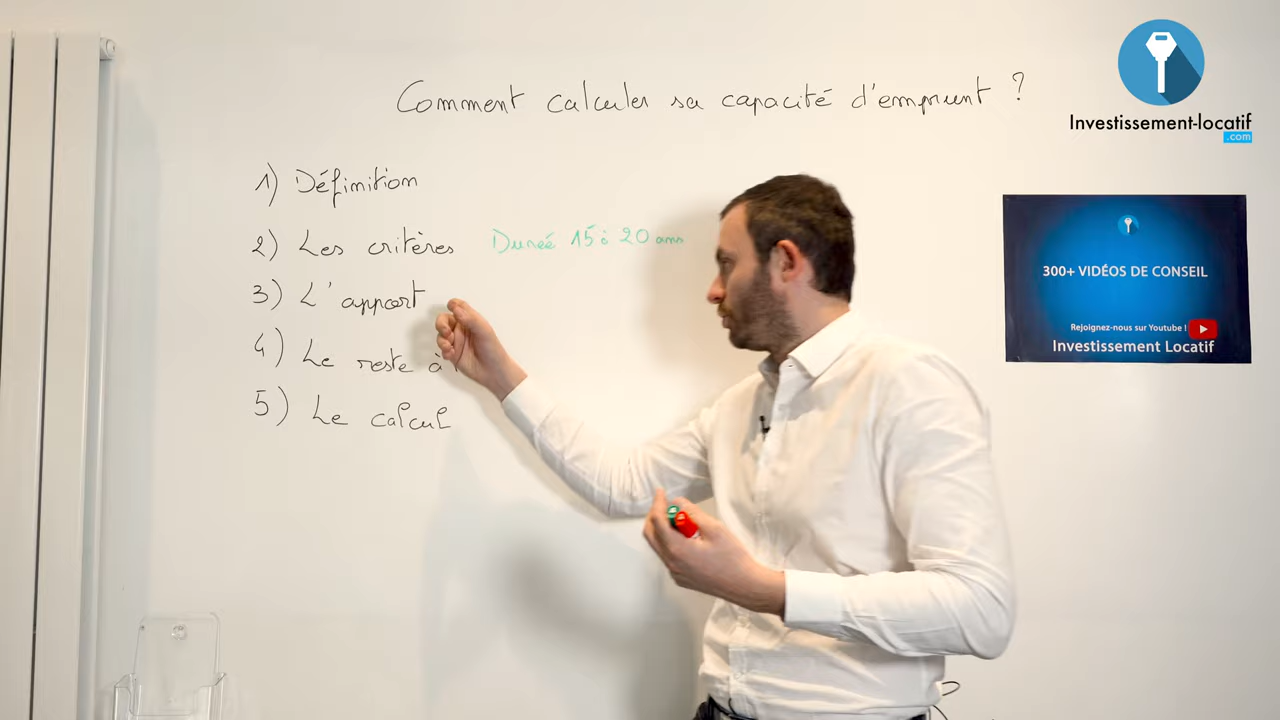 Comment calculer sa capacité d'emprunt ?
Investissement-locatif
.com
1) Définition
2) Les critères Dureé 15 à 20 ans
3) L'apport
4) Le reste à
5) Le calcul
300+ VIDÉOS DE CONSEIL
Rejoignez-nous sur Youtube !
Investissement Locatif